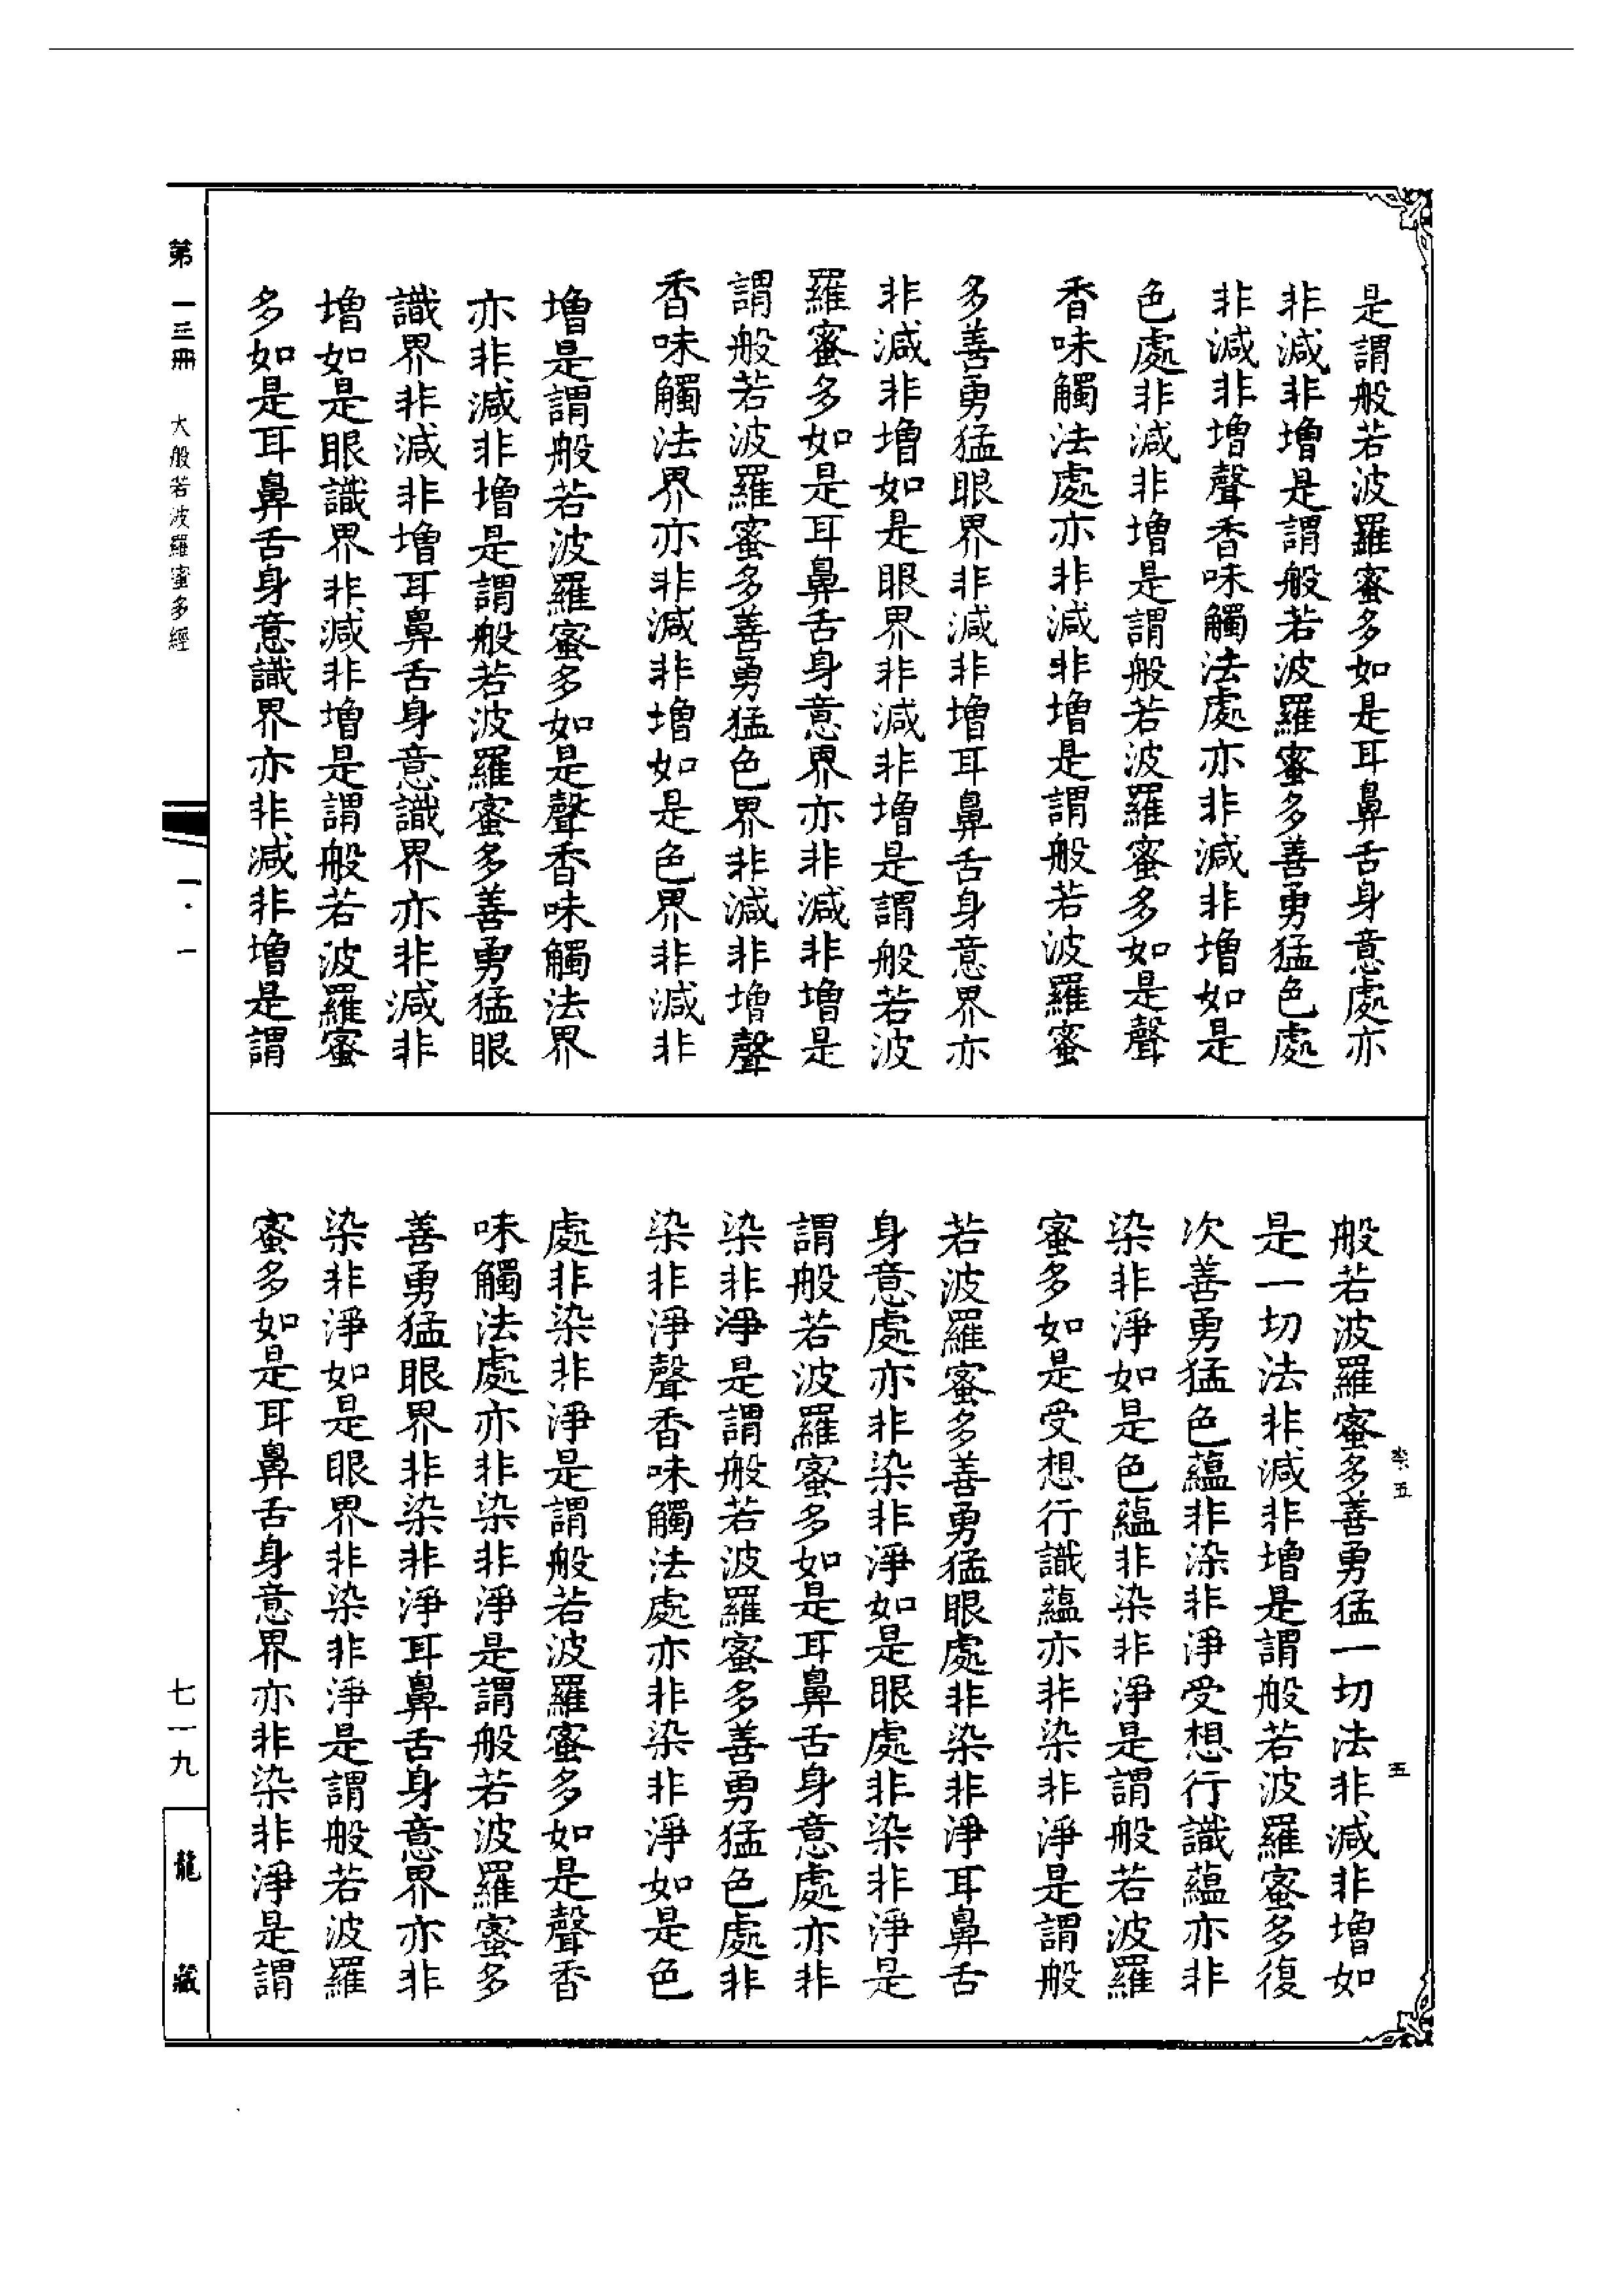 是謂般若波羅蜜多如是耳鼻舌身意處亦
非減非增是謂般若波羅蜜多善勇猛色處
非減非增聲香味觸法處亦非減非增如是
色處非減非增是謂般若波羅蜜多如是聲
香味觸法處亦非減非增是謂般若波羅蜜
多善勇猛眼界非減非增耳鼻舌身意界亦
非減非增如是眼界非減非增是謂般若波
羅蜜多如是耳鼻舌身意界亦非減非增是
謂般若波羅蜜多善勇猛色界非減非增聲
香味觸法界亦非減非增如是色界非減非
增是謂般若波羅蜜多如是聲香味觸法界
亦非減非增是謂般若波羅蜜多善勇猛眼
識界非減非增耳鼻舌身意識界亦非減非
增如是眼識界非減非增是謂般若波羅蜜
多如是耳鼻舌身意識界亦非減非增是謂
般若波羅蜜多善勇猛一切法非減非增如
是一切法非減非增是謂般若波羅蜜多復
次善勇猛色蘊非染非淨受想行識蘊亦非
染非淨如是色蘊非染非淨是謂般若波羅
蜜多如是受想行識蘊亦非染非淨是謂般
若波羅蜜多善勇猛眼處非染非淨耳鼻舌
身意處亦非染非淨如是眼處非染非淨是
謂般若波羅蜜多如是耳鼻舌身意處亦非
染非淨是謂般若波羅蜜多善勇猛色處非
染非淨聲香味觸法處亦非染非淨如是色
處非染非淨是謂般若波羅蜜多如是聲香
味觸法處亦非染非淨是謂般若波羅蜜多
善勇猛眼界非染非淨耳鼻舌身意界亦非
染非淨如是眼界非染非淨是謂般若波羅
蜜多如是耳鼻舌身意界亦非染非淨是謂
五
五
第一三冊 大般若波羅蜜多經
一·一
七一九
龍藏